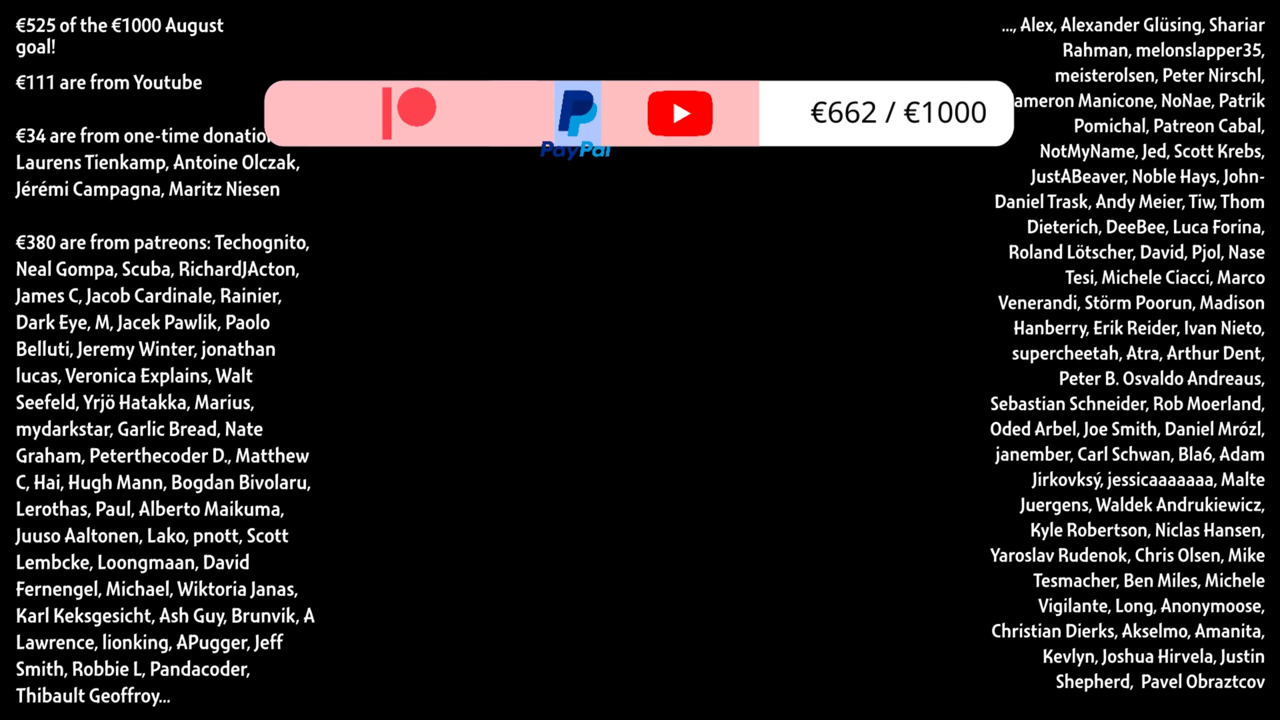 €525 of the €1000 August
goal!
€111 are from Youtube
€34 are from one-time donatio
Laurens Tienkamp, Antoine Olczak,
Jérémi Campagna, Maritz Niesen
€380 are from patreons: Techognito,
Neal Gompa, Scuba, RichardJActon,
James C, Jacob Cardinale, Rainier,
Dark Eye, M, Jacek Pawlik, Paolo
Belluti, Jeremy Winter, jonathan
lucas, Veronica Explains, Walt
Seefeld, Yrjö Hatakka, Marius,
mydarkstar, Garlic Bread, Nate
Graham, Peterthecoder D., Matthew
C, Hai, Hugh Mann, Bogdan Bivolaru,
Lerothas, Paul, Alberto Maikuma,
Juuso Aaltonen, Lako, pnott, Scott
Lembcke, Loongmaan, David
Fernengel, Michael, Wiktoria Janas,
Karl Keksgesicht, Ash Guy, Brunvik, A
Lawrence, lionking, APugger, Jeff
Smith, Robbie L, Pandacoder,
Thibault Geoffroy...
PayPal
€662 / €1000
..., Alex, Alexander Glüsing, Shariar
Rahman, melonslapper35,
meisterolsen, Peter Nirschl,
ameron Manicone, NoNae, Patrik
Pomichal, Patreon Cabal,
NotMyName, Jed, Scott Krebs,
JustABeaver, Noble Hays, John-
Daniel Trask, Andy Meier, Tiw, Thom
Dieterich, DeeBee, Luca Forina,
Roland Lötscher, David, Pjol, Nase
Tesi, Michele Ciacci, Marco
Venerandi, Störm Poorun, Madison
Hanberry, Erik Reider, Ivan Nieto,
supercheetah, Atra, Arthur Dent,
Peter B. Osvaldo Andreaus,
Sebastian Schneider, Rob Moerland,
Oded Arbel, Joe Smith, Daniel Mrózl,
janember, Carl Schwan, Bla6, Adam
Jirkovksý, jessicaaaaaaa, Malte
Juergens, Waldek Andrukiewicz,
Kyle Robertson, Niclas Hansen,
Yaroslav Rudenok, Chris Olsen, Mike
Tesmacher, Ben Miles, Michele
Vigilante, Long, Anonymoose,
Christian Dierks, Akselmo, Amanita,
Kevlyn, Joshua Hirvela, Justin
Shepherd, Pavel Obraztcov